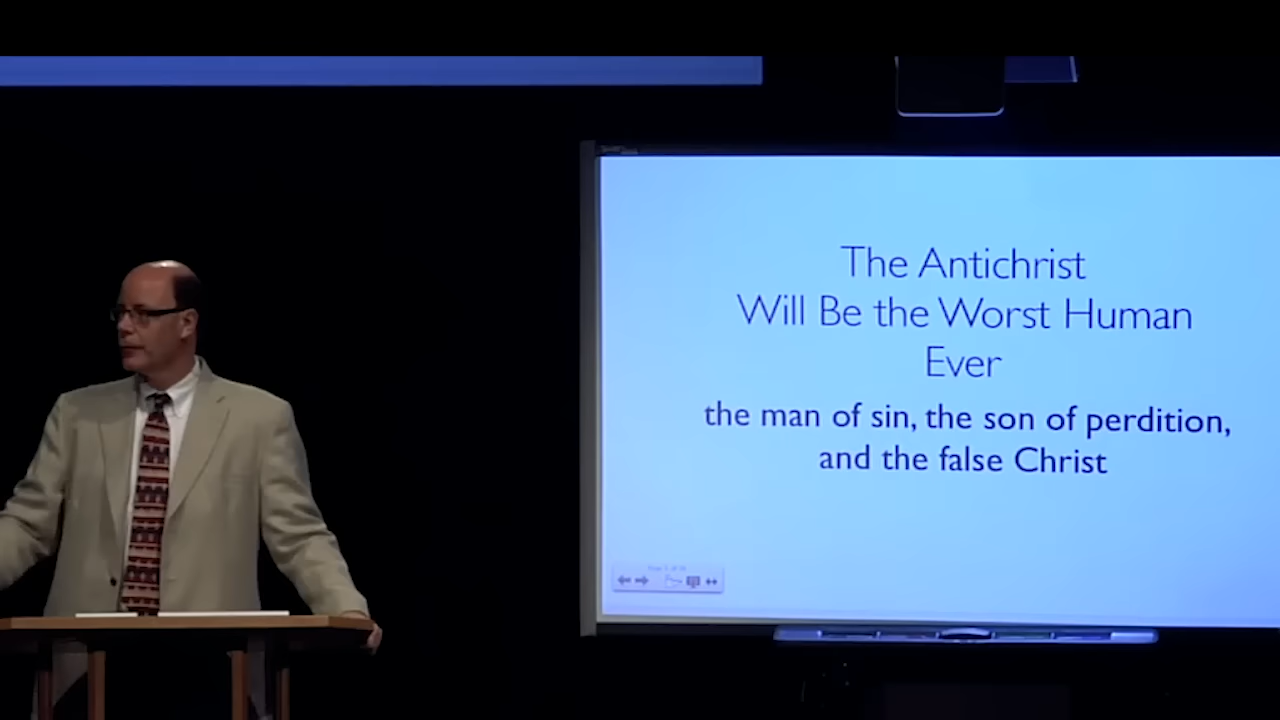 The Antichrist
Will Be the Worst Human
Ever
the man of sin, the son of perdition,
and the false Christ